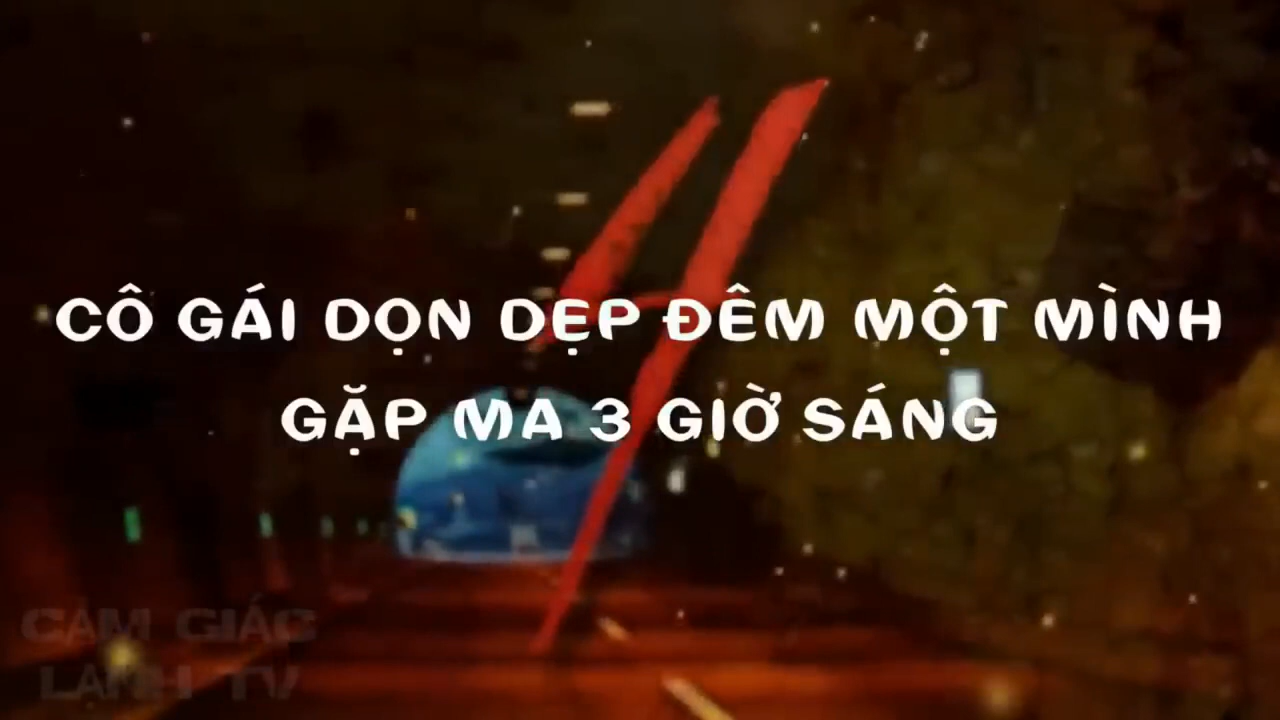 CÔ GÁI DỌN DẸP ĐÊM MỘT MÌNH
GẶP MA 3 GIỜ SÁNG
CẢM GIÁC
LẠNH TV